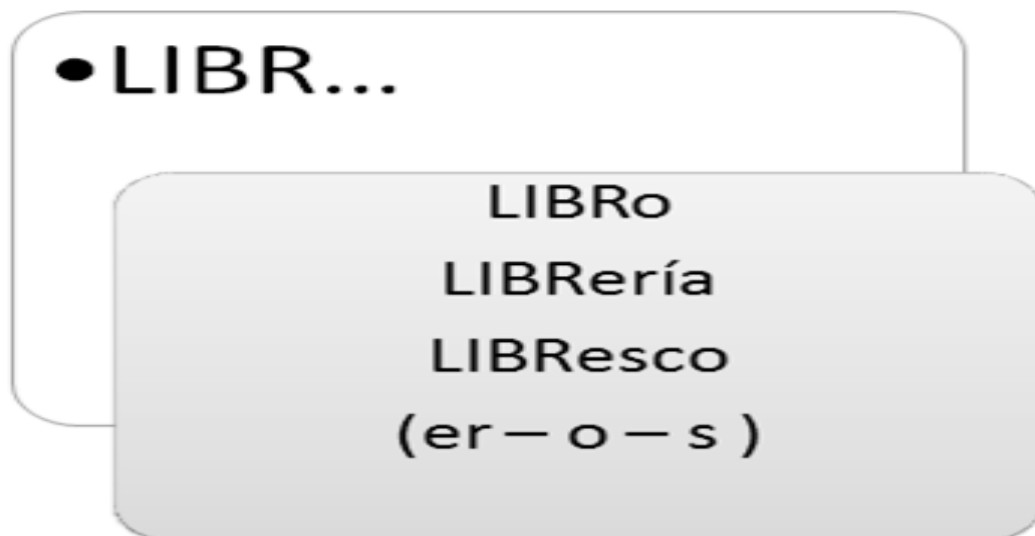 •LIBR...
LIBRo
LIBRería
LIBResco
(er – o – s )